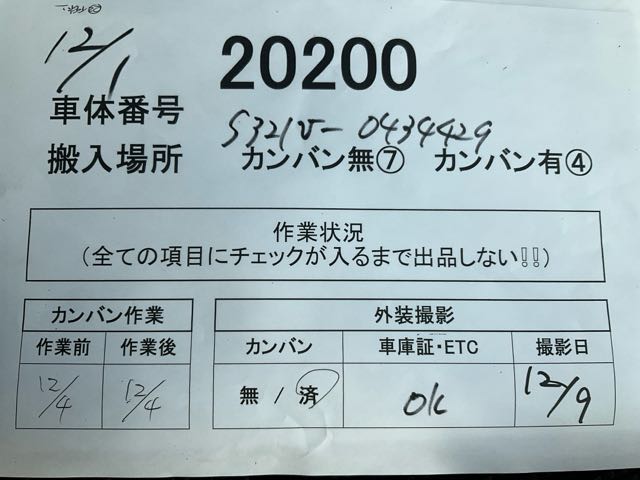 12/1
20200
車体番号 S321V-0434429
搬入場所 カンバン無⑦ カンバン有④
作業状況
(全ての項目にチェックが入るまで出品しない!!)
カンバン作業
作業前 作業後
12/4 12/4
外装撮影
カンバン 車庫証・ETC 撮影日
無 / 済 OK 12/9